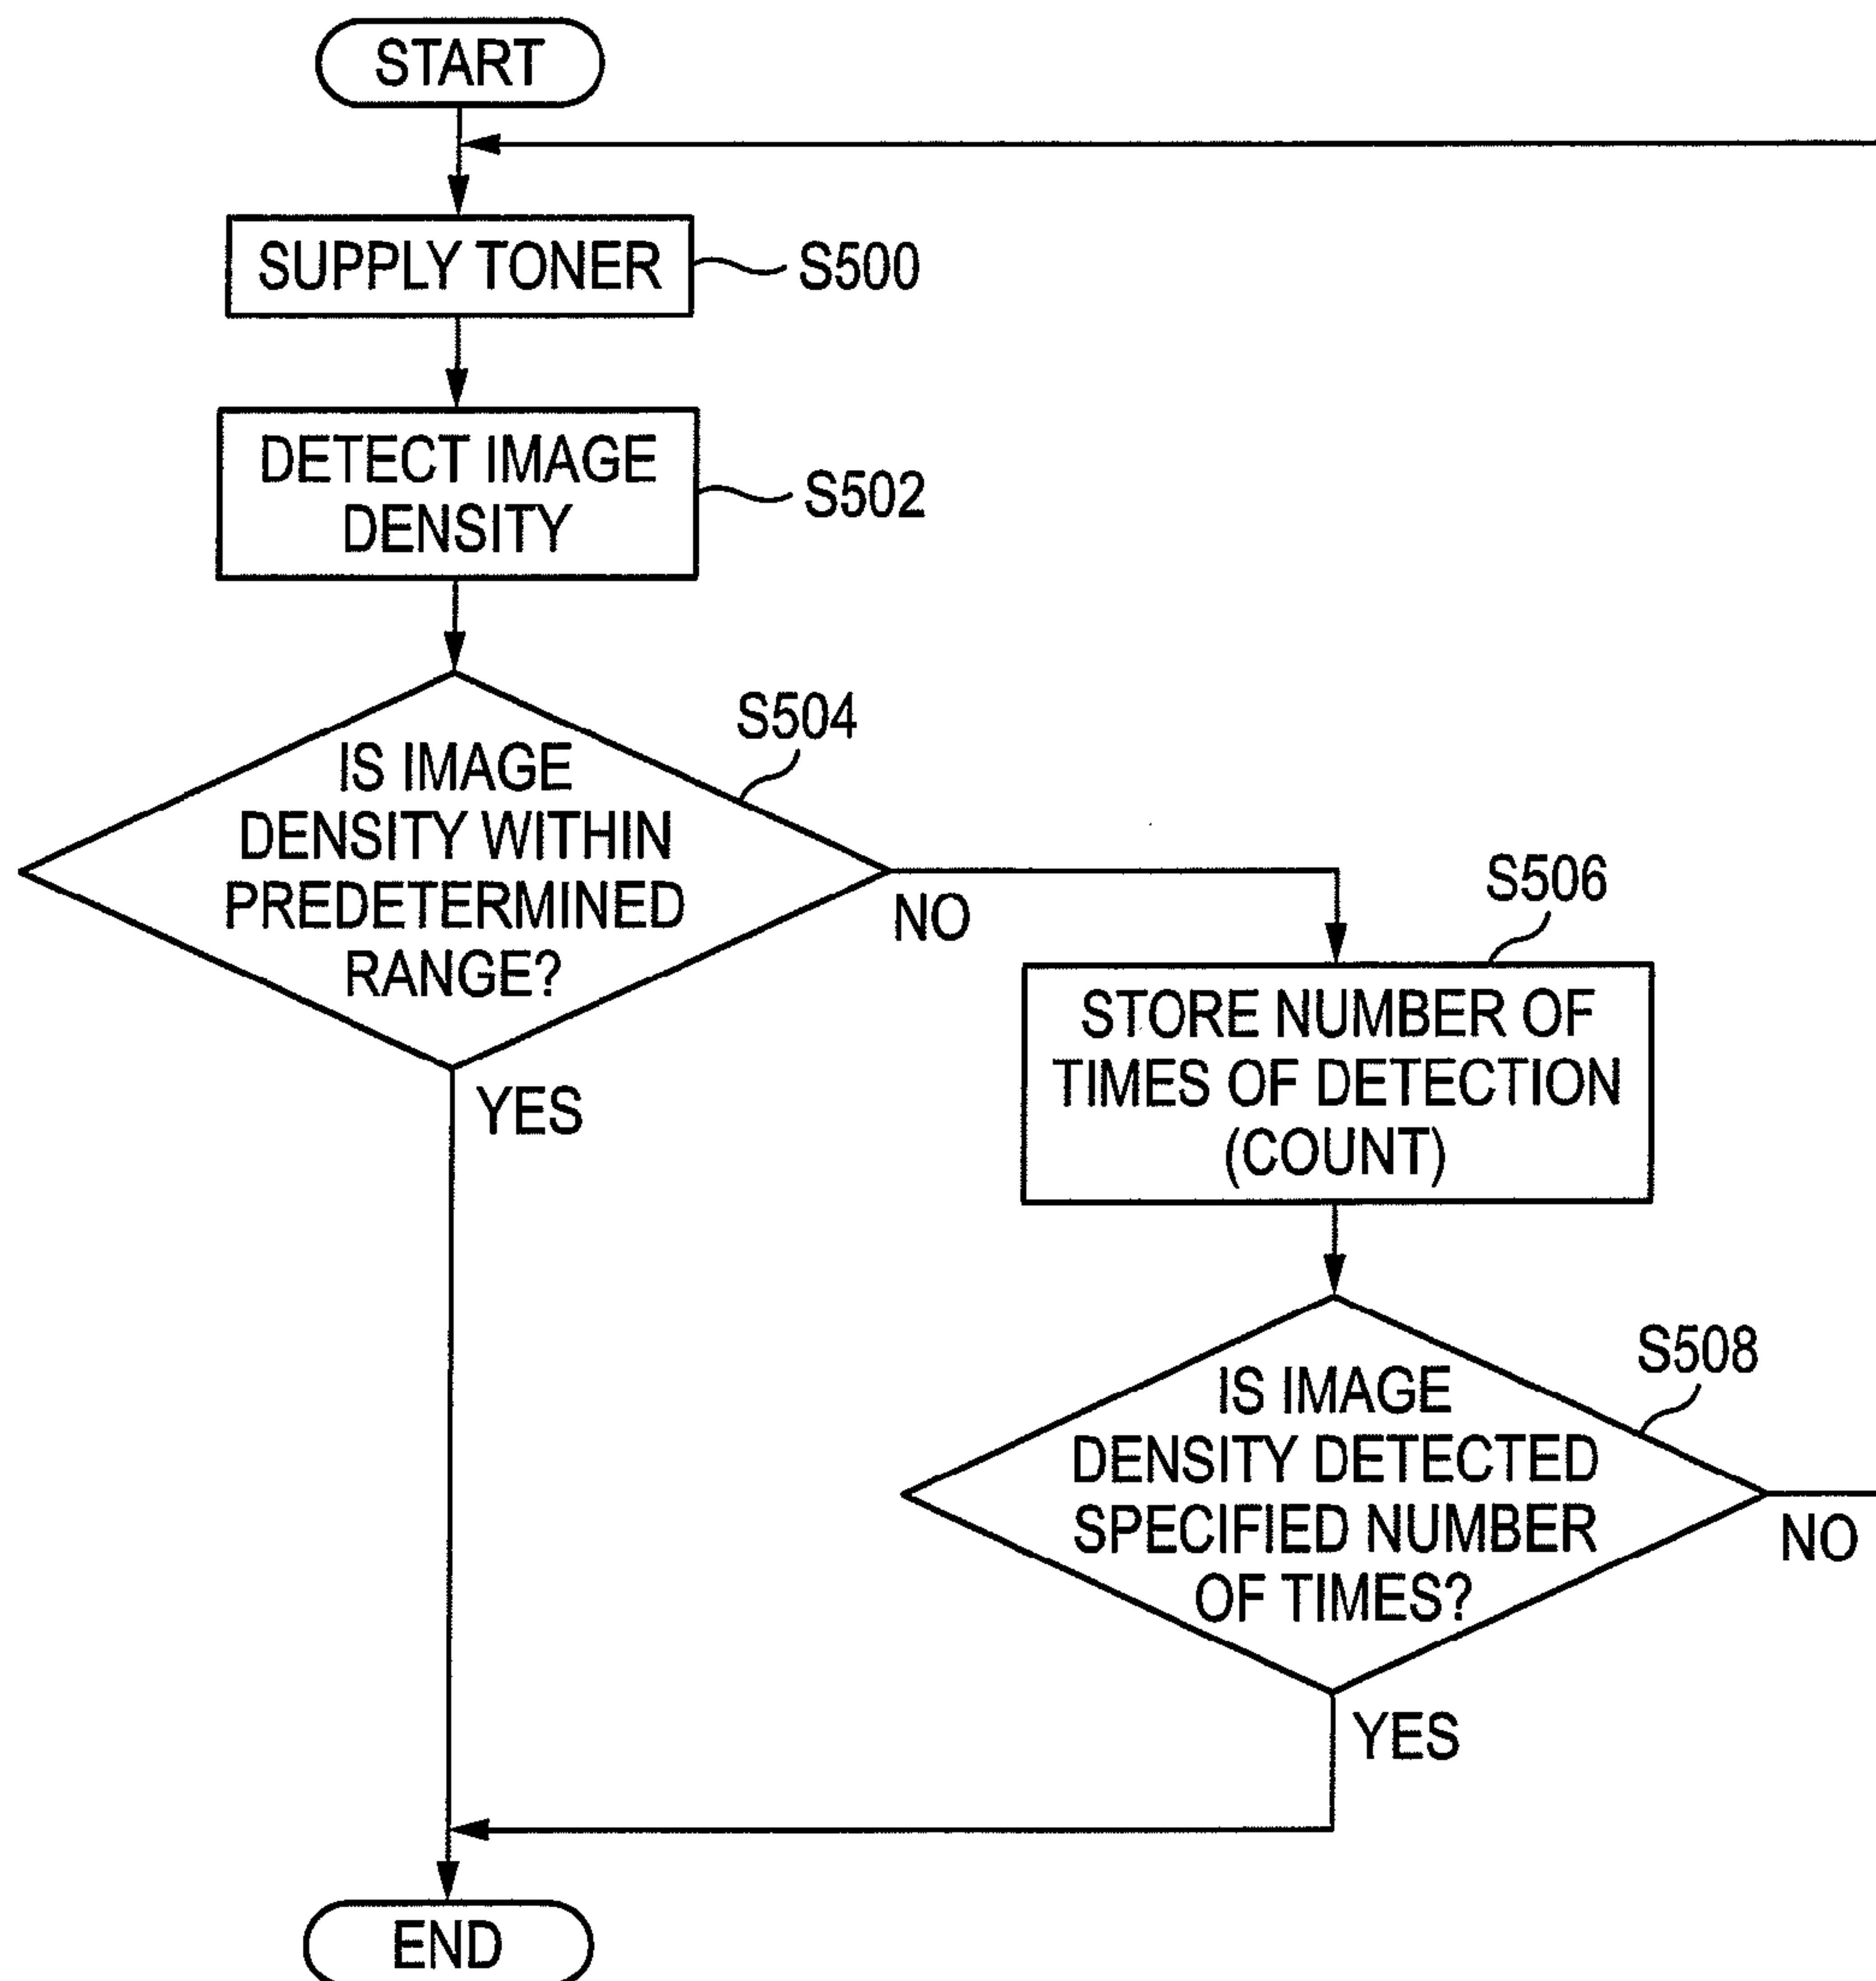 START
SUPPLY TONER
S500
DETECT IMAGE
DENSITY
S502
S504
IS IMAGE
DENSITY WITHIN
PREDETERMINED
RANGE?
NO
YES
S506
STORE NUMBER OF
TIMES OF DETECTION
(COUNT)
S508
IS IMAGE
DENSITY DETECTED
SPECIFIED NUMBER
OF TIMES?
NO
YES
END